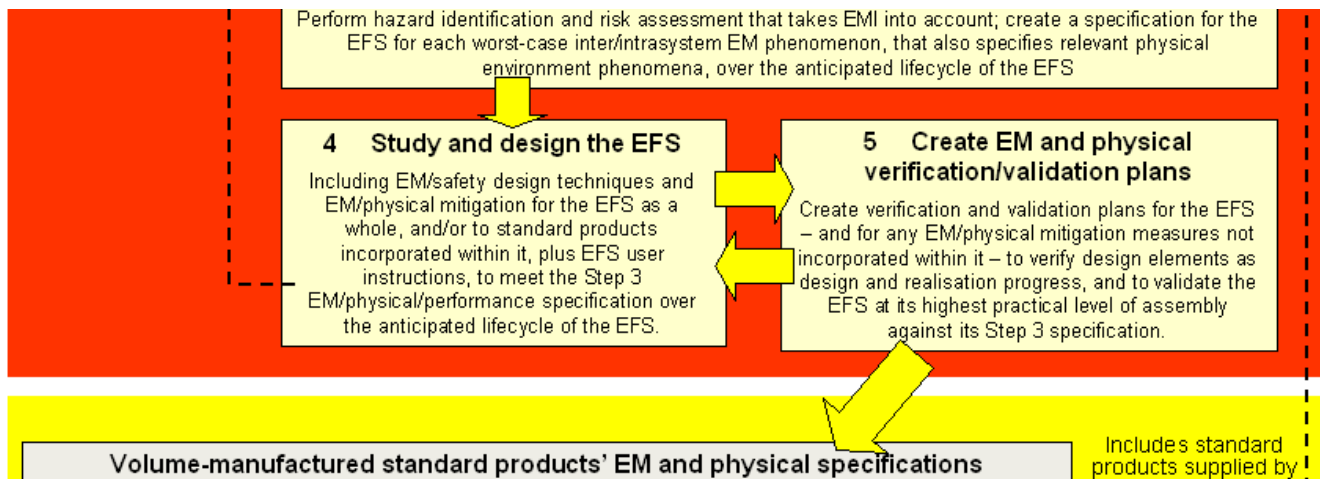 Perform hazard identification and risk assessment that takes EMI into account; create a specification for the
EFS for each worst-case inter/intrasystem EM phenomenon, that also specifies relevant physical
environment phenomena, over the anticipated lifecycle of the EFS
4 Study and design the EFS
Including EM/safety design techniques and
EM/physical mitigation for the EFS as a
whole, and/or to standard products
incorporated within it, plus EFS user
instructions, to meet the Step 3
EM/physical/performance specification over
the anticipated lifecycle of the EFS.
5 Create EM and physical
verification/validation plans
Create verification and validation plans for the EFS
– and for any EM/physical mitigation measures not
incorporated within it – to verify design elements as
design and realisation progress, and to validate the
EFS at its highest practical level of assembly
against its Step 3 specification.
Volume-manufactured standard products’ EM and physical specifications
Includes standard
products supplied by